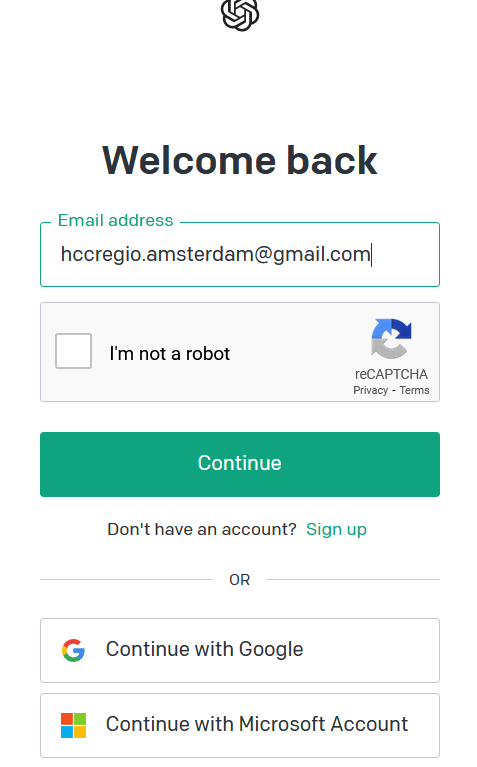 Welcome back
Email address
hccregio.amsterdam@gmail.com
I'm not a robot
reCAPTCHA
Privacy - Terms
Continue
Don't have an account? Sign up
OR
Continue with Google
Continue with Microsoft Account